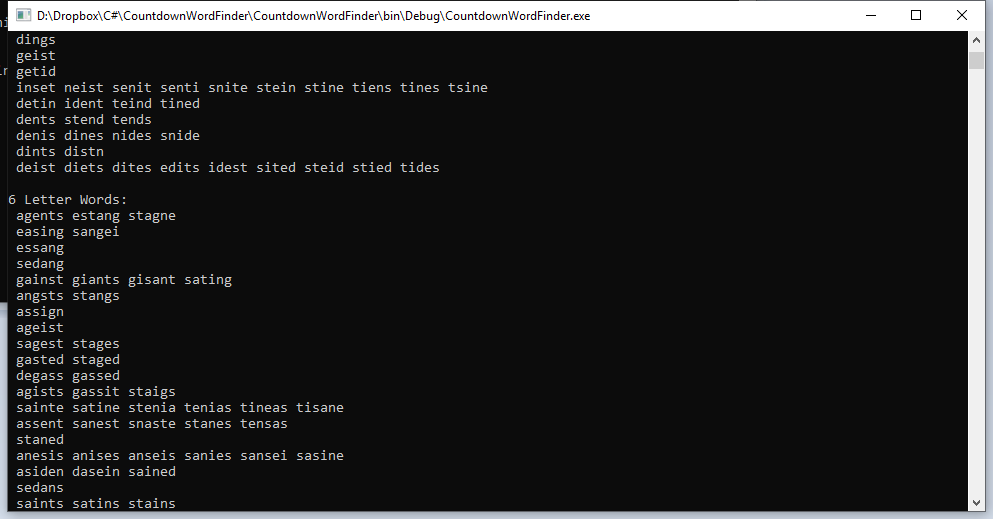 D:\Dropbox\C#\CountdownWordFinder\CountdownWordFinder\bin\Debug\CountdownWordFinder.exe
dings
geist
getid
inset neist senit senti snite stein stine tiens tines tsine
detin ident teind tined
dents stend tends
denis dines nides snide
dints distn
deist diets dites edits idest sited steid stied tides
6 Letter Words:
agents estang stagne
easing sangei
essang
sedang
gainst giants gisant sating
angsts stangs
assign
ageist
sagest stages
gasted staged
degass gassed
agists gassit staigs
sainte satine stenia tenias tineas tisane
assent sanest snaste stanes tensas
staned
anesis anises anseis sanies sansei sasine
asiden dasein sained
sedans
saints satins stains